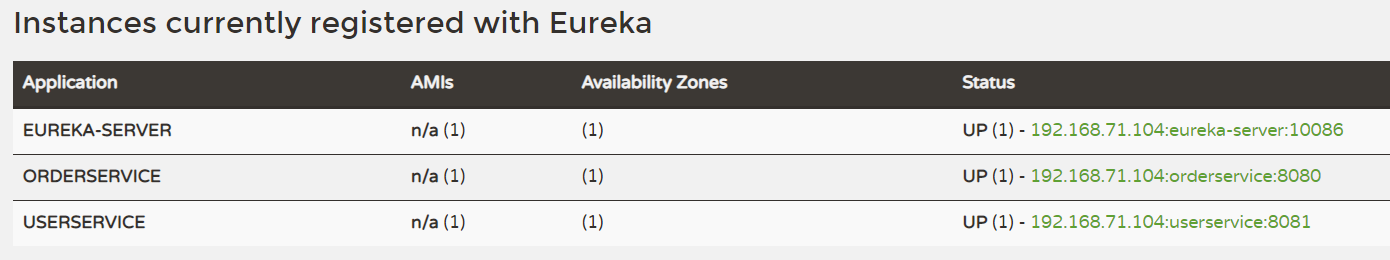 Instances currently registered with Eureka
Application AMIs Availability Zones Status
EUREKA-SERVER n/a (1) (1) UP (1) - 192.168.71.104:eureka-server:10086
ORDERSERVICE n/a (1) (1) UP (1) - 192.168.71.104:orderservice:8080
USERSERVICE n/a (1) (1) UP (1) - 192.168.71.104:userservice:8081